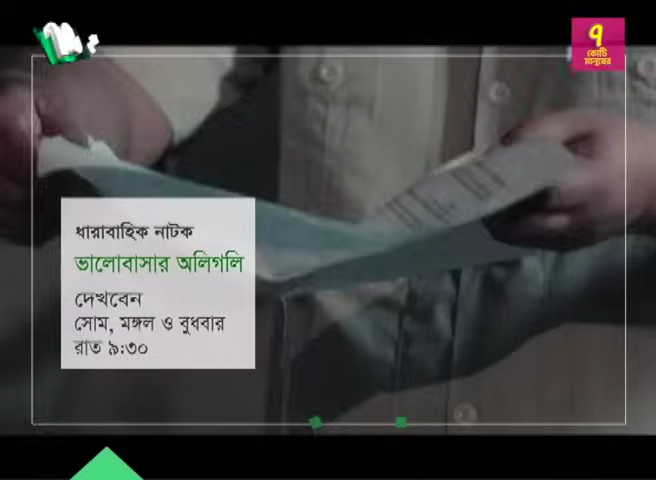 ৭
কোটি
মানুষের
ধারাবাহিক নাটক
ভালোবাসার অলিগলি
দেখবেন
সোম, মঙ্গল ও বুধবার
রাত ৯:৩০